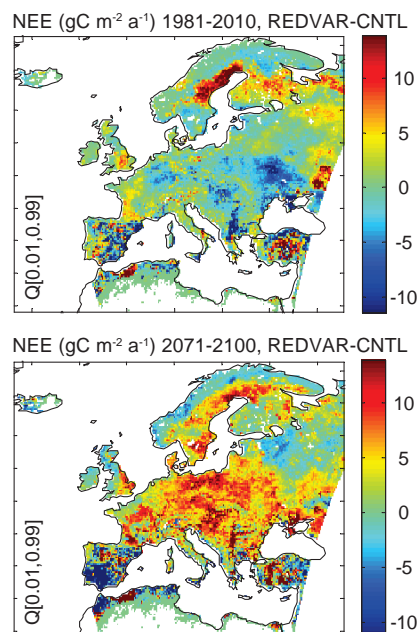 NEE (gC m⁻² a⁻¹) 1981-2010, REDVAR-CNTL
10
5
0
-5
-10
Q[0.01,0.99]
NEE (gC m⁻² a⁻¹) 2071-2100, REDVAR-CNTL
10
5
0
-5
-10
Q[0.01,0.99]